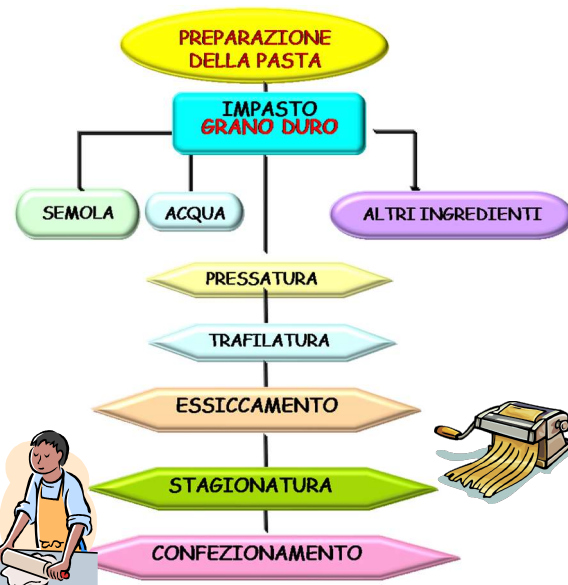 PREPARAZIONE
DELLA PASTA
IMPASTO
GRANO DURO
SEMOLA
ACQUA
ALTRI INGREDIENTI
PRESSATURA
TRAFILATURA
ESSICCAMENTO
STAGIONATURA
CONFEZIONAMENTO